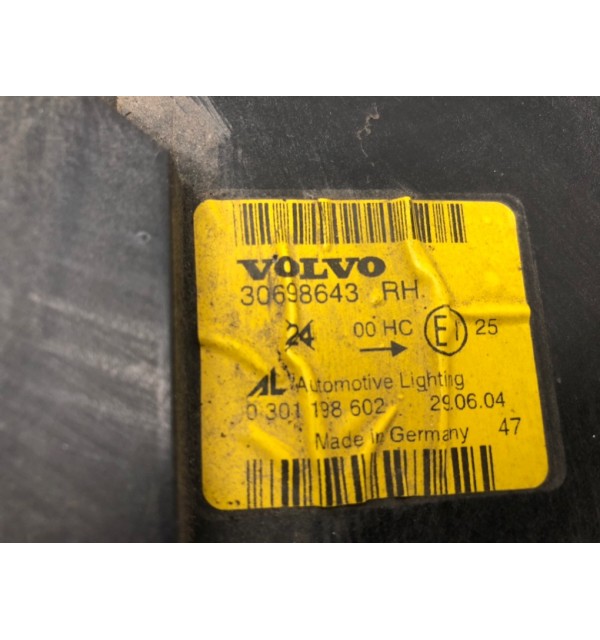 VOLVO
30698643 RH
24 00 HC → E1 25
AL Automotive Lighting
0 301 198 602 29.06.04
Made in Germany 47